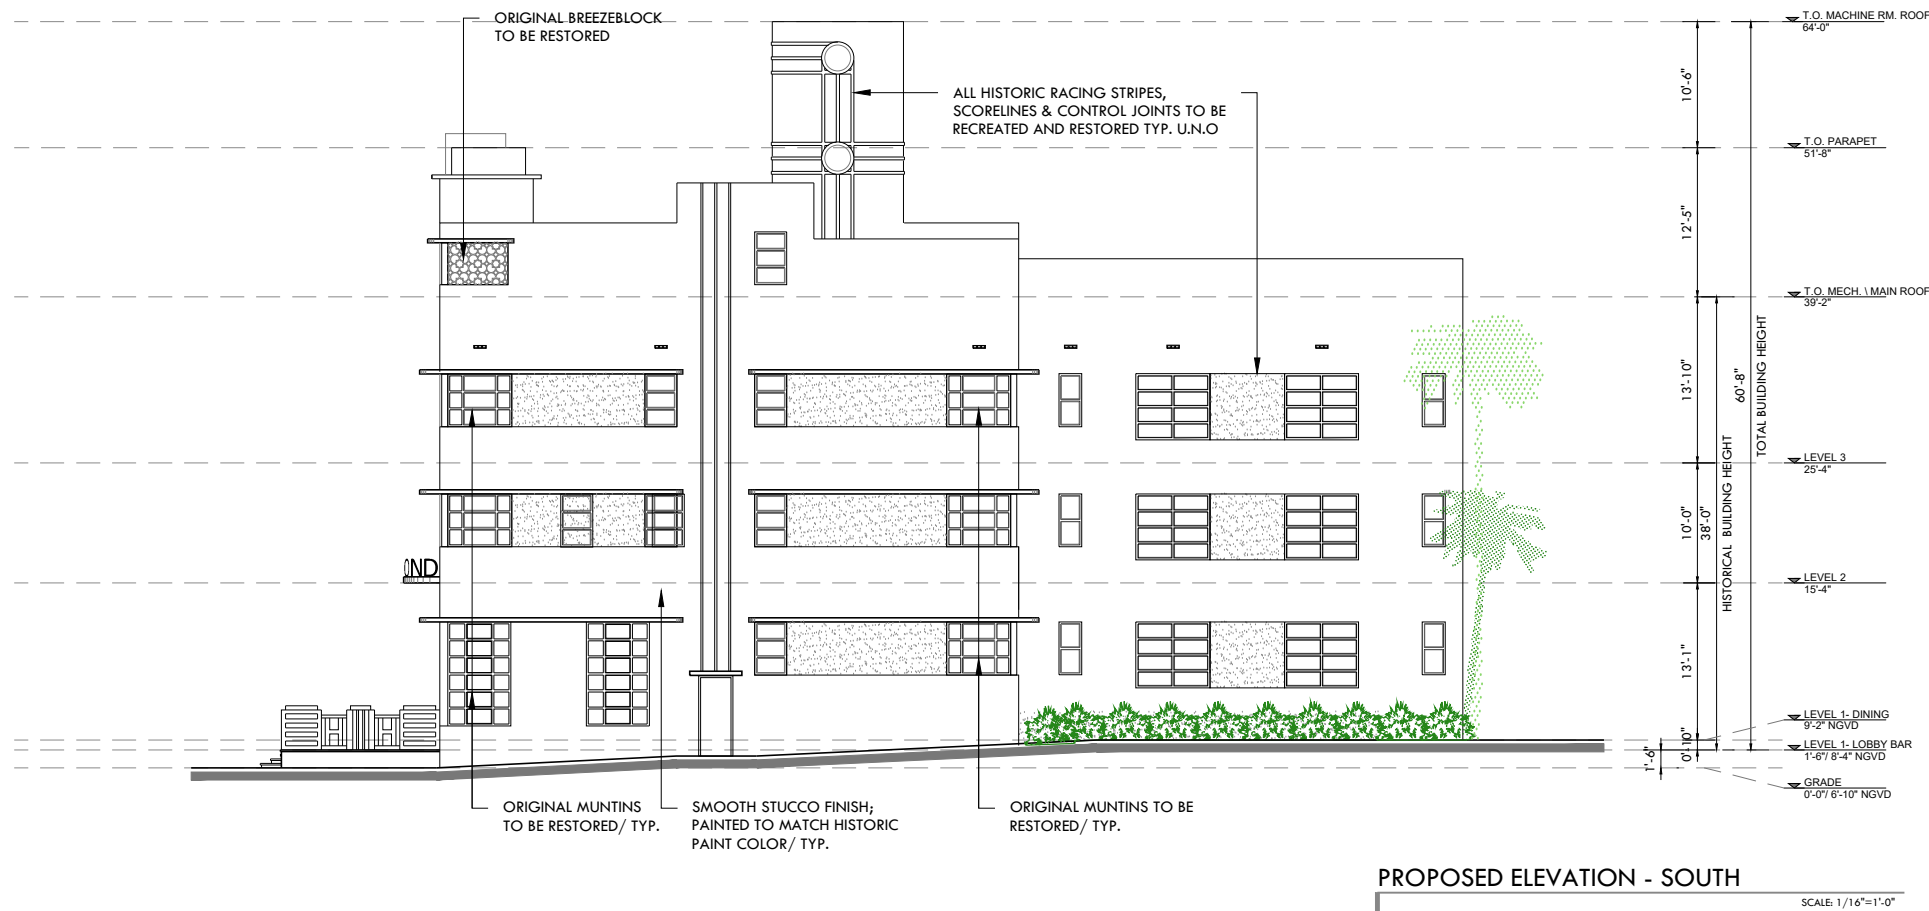 ORIGINAL BREEZEBLOCK
TO BE RESTORED
ALL HISTORIC RACING STRIPES,
SCORELINES & CONTROL JOINTS TO BE
RECREATED AND RESTORED TYP. U.N.O
T.O. MACHINE RM. ROOF
64'-0"
10'-6"
T.O. PARAPET
51'-8"
12'-5"
T.O. MECH. \ MAIN ROOF
39'-2"
13'-10"
60'-8"
TOTAL BUILDING HEIGHT
LEVEL 3
25'-4"
10'-0"
38'-0"
HISTORICAL BUILDING HEIGHT
OND
LEVEL 2
15'-4"
13'-1"
LEVEL 1- DINING
9'-2" NGVD
0'-10"
LEVEL 1- LOBBY BAR
1'-6"/ 8'-4" NGVD
1'-6"
GRADE
0'-0"/ 6'-10" NGVD
ORIGINAL MUNTINS
TO BE RESTORED/ TYP.
SMOOTH STUCCO FINISH;
PAINTED TO MATCH HISTORIC
PAINT COLOR/ TYP.
ORIGINAL MUNTINS TO BE
RESTORED/ TYP.
PROPOSED ELEVATION - SOUTH
SCALE: 1/16"=1'-0"